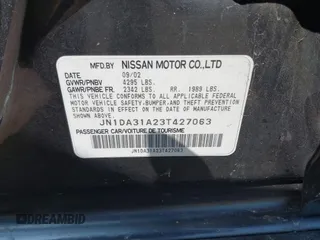 MFD.BY NISSAN MOTOR CO.,LTD
DATE 09/02
GVWR/PNBV 4295 LBS.
GAWR/PNBE FR. 2342 LBS. RR. 1989 LBS.
THIS VEHICLE CONFORMS TO ALL APPLICABLE FEDERAL
MOTOR VEHICLE SAFETY,BUMPER,AND THEFT PREVENTION
STANDARDS IN EFFECT ON THE DATE OF MANUFACTURE
SHOWN ABOVE.
JN1DA31A23T427063
PASSENGER CAR/VOITURE DE TOURISME
JN1DA31A23T427063
DREAMBID